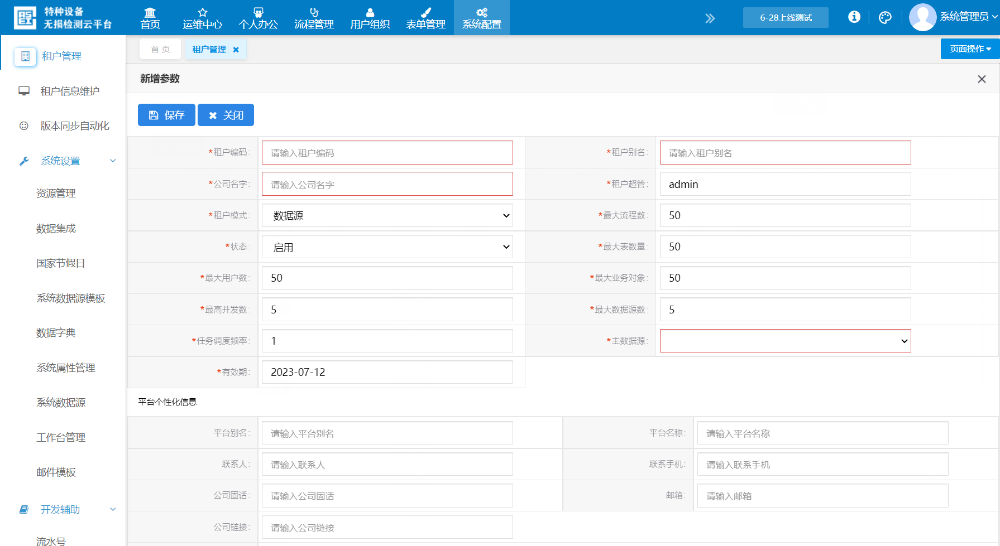 特种设备
无损检测云平台
首页
运维中心
个人办公
流程管理
用户组织
表单管理
系统配置
6-28上线测试
系统管理员
租户管理
租户信息维护
版本同步自动化
系统设置
资源管理
数据集成
国家节假日
系统数据源模板
数据字典
系统属性管理
系统数据源
工作台管理
邮件模板
开发辅助
流水号
首 页
租户管理
页面操作
新增参数
保存
关闭
*租户编码:
请输入租户编码
*租户别名:
请输入租户别名
*公司名字:
请输入公司名字
*租户超管:
admin
*租户模式:
数据源
*最大流程数:
50
*状态:
启用
*最大表数量:
50
*最大用户数:
50
*最大业务对象:
50
*最高并发数:
5
*最大数据源数:
5
*任务调度频率:
1
*主数据源:
*有效期:
2023-07-12
平台个性化信息
平台别名:
请输入平台别名
平台名称:
请输入平台名称
联系人:
请输入联系人
联系手机:
请输入联系手机
公司固话:
请输入公司固话
邮箱:
请输入邮箱
公司链接:
请输入公司链接